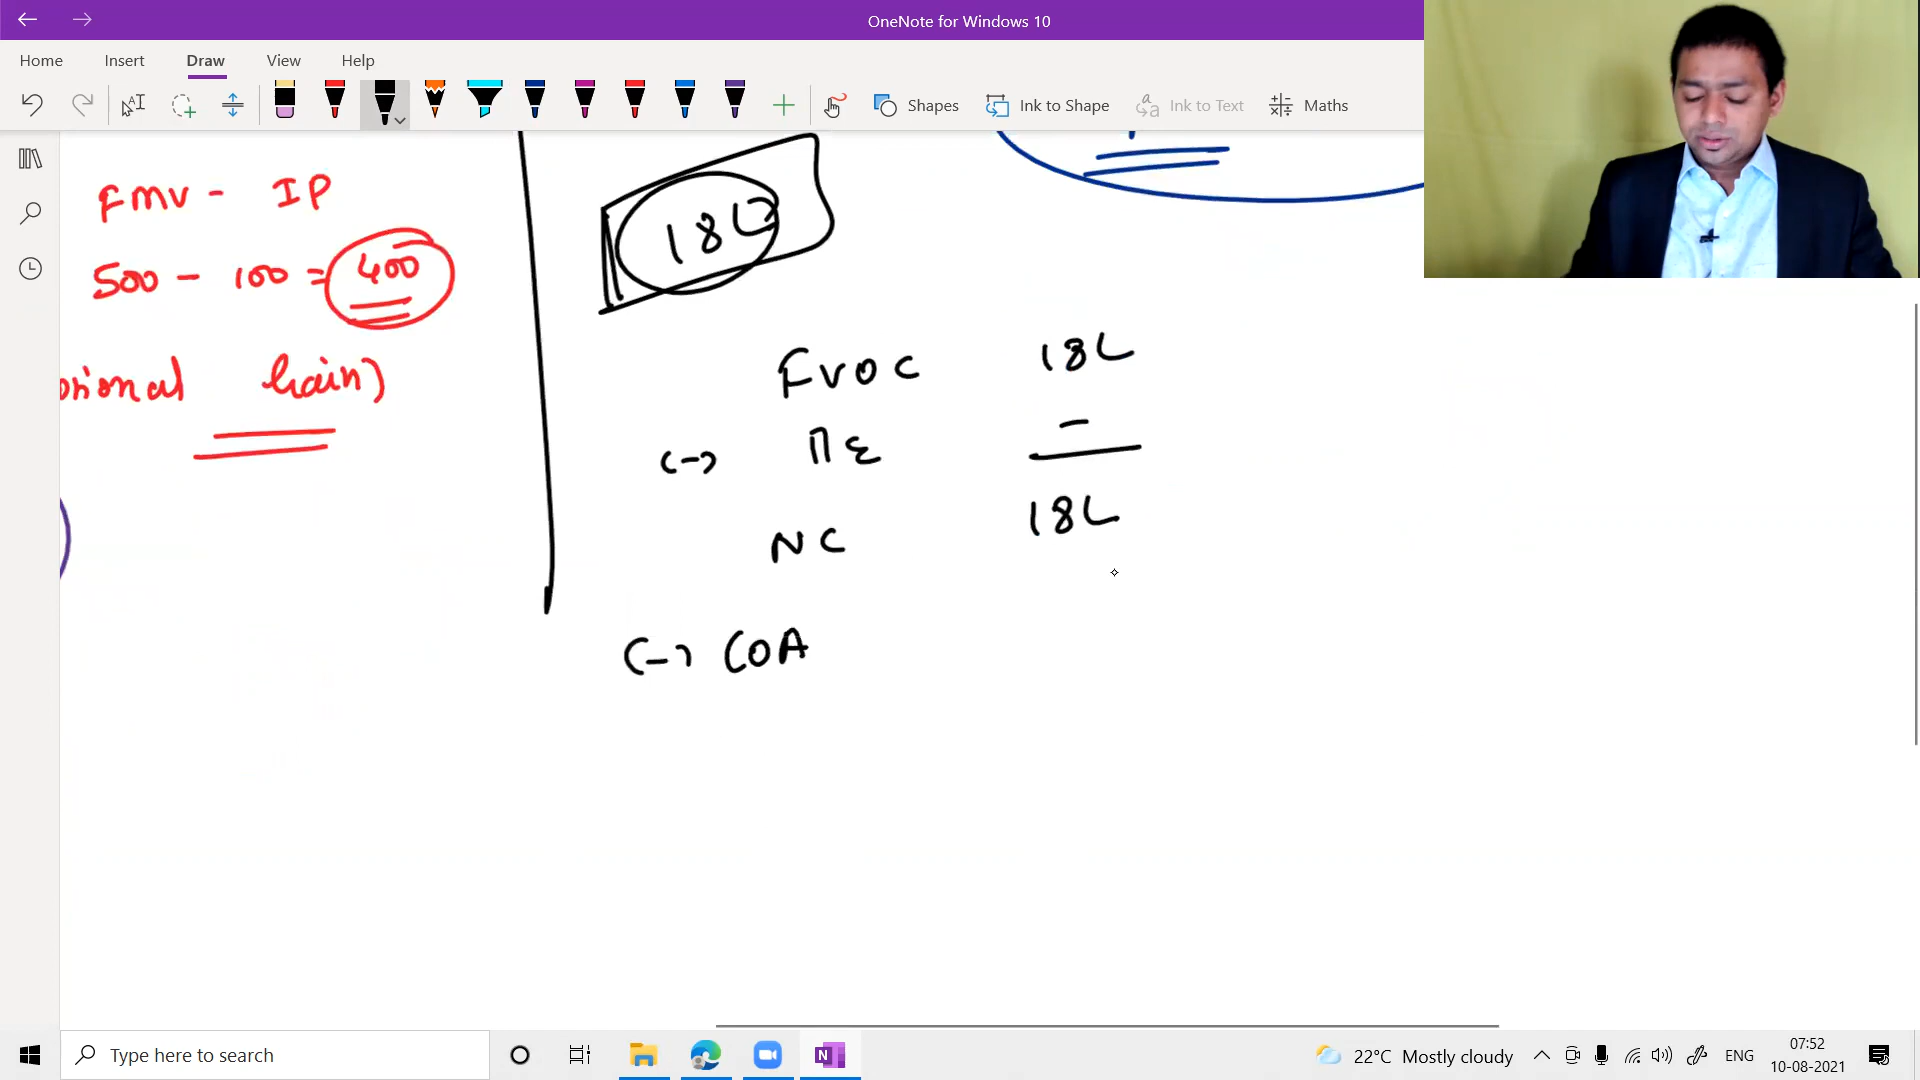 OneNote for Windows 10
Home Insert Draw View Help
Shapes Ink to Shape Ink to Text Maths
FMV - IP
500 - 100 = 400
ional Gain)
18L
FVOC 18L
(-) TE -
NC 18L
(-) COA
Type here to search
22°C Mostly cloudy
ENG
07:52
10-08-2021